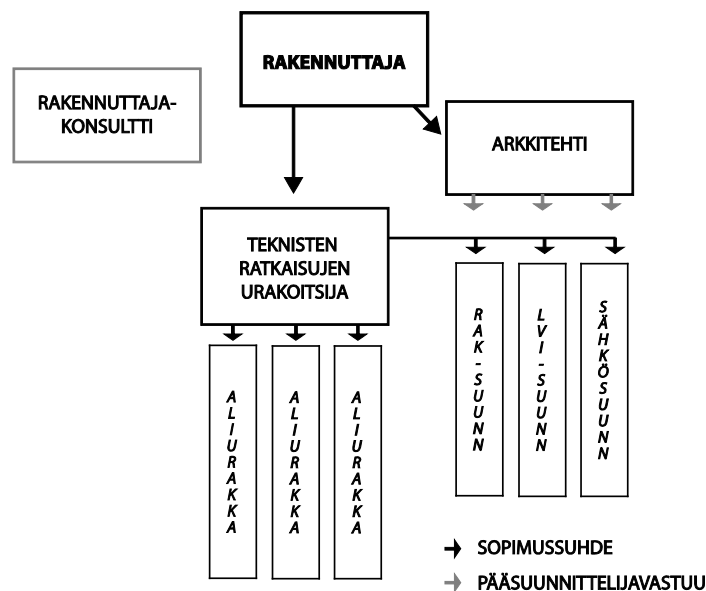 RAKENNUTTAJA
RAKENNUTTAJA-
KONSULTTI
ARKKITEHTI
TEKNISTEN
RATKAISUJEN
URAKOITSIJA
RAK-SUUNN
LVI-SUUNN
SÄHKÖSUUNN
ALIURAKKA
ALIURAKKA
ALIURAKKA
SOPIMUSSUHDE
PÄÄSUUNNITTELIJAVASTUU